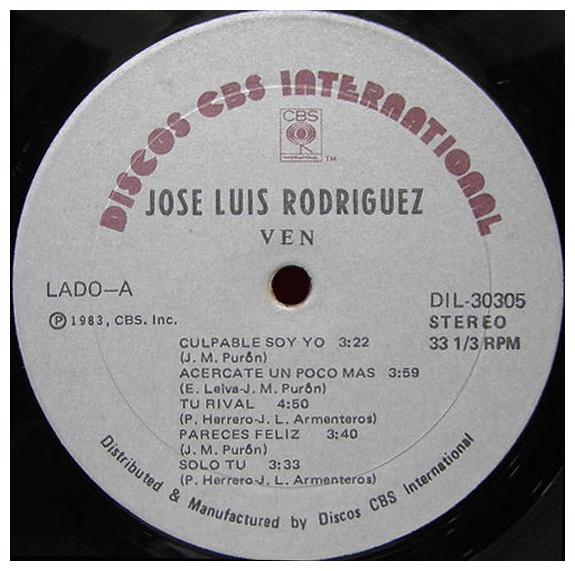 DISCOS CBS INTERNATIONAL
CBS
INTERNATIONAL TM
JOSE LUIS RODRIGUEZ
VEN
LADO—A
DIL-30305
Ⓟ 1983, CBS. Inc.
STEREO
33 1/3 RPM
CULPABLE SOY YO 3:22
(J. M. Purón)
ACERCATE UN POCO MAS 3:59
(E. Leiva-J. M. Purón)
TU RIVAL 4:50
(P. Herrero-J. L. Armenteros)
PARECES FELIZ 3:40
(J. M. Purón)
SOLO TU 3:33
(P. Herrero-J. L. Armenteros)
Distributed & Manufactured by Discos CBS International